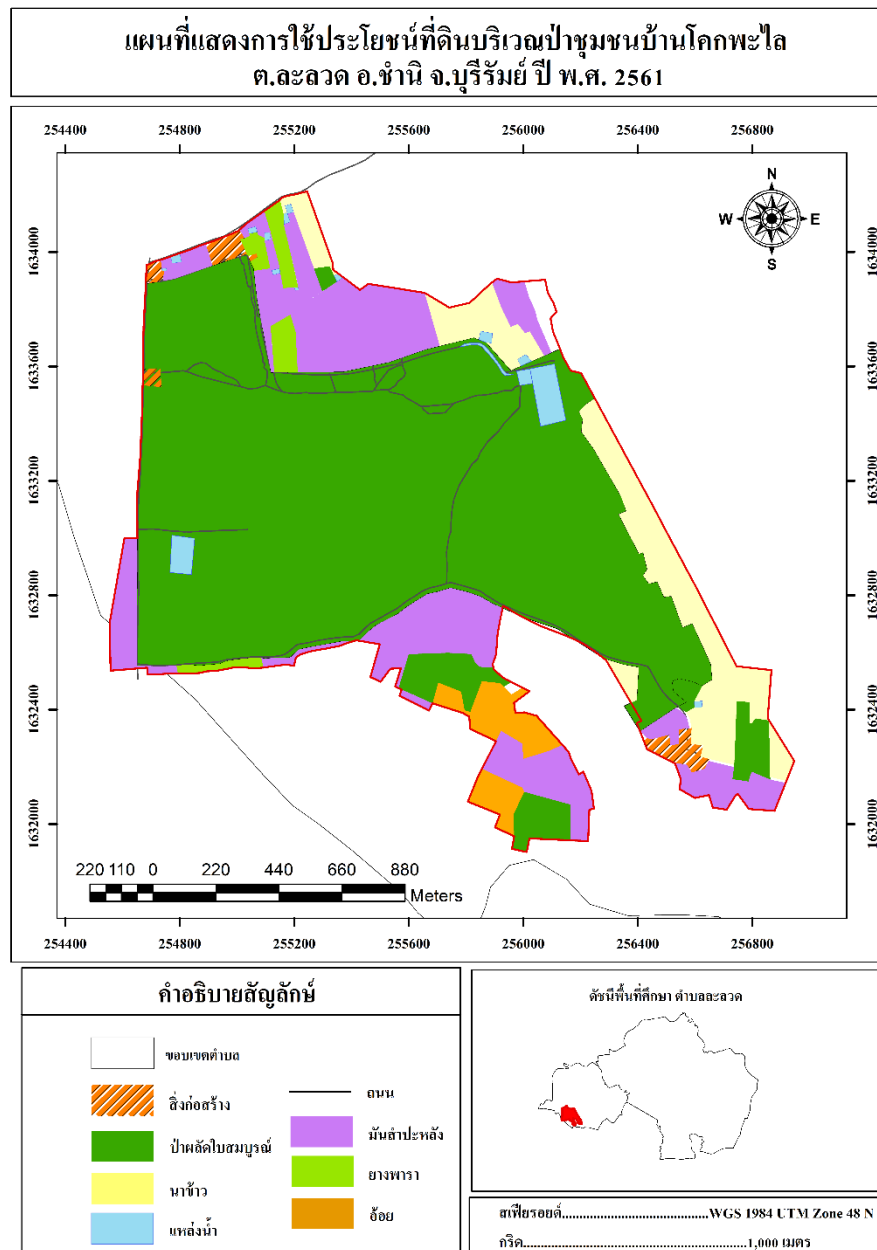 แผนที่แสดงการใช้ประโยชน์ที่ดินบริเวณป่าชุมชนบ้านโคกพะไล
ต.ละลวด อ.ชำนิ จ.บุรีรัมย์ ปี พ.ศ. 2561
254400 254800 255200 255600 256000 256400 256800
N
W E
S
1634000 1634000
1633600 1633600
1633200 1633200
1632800 1632800
1632400 1632400
1632000 1632000
220 110 0 220 440 660 880
Meters
254400 254800 255200 255600 256000 256400 256800
คำอธิบายสัญลักษ์
ขอบเขตตำบล
สิ่งก่อสร้าง
ป่าผลัดใบสมบูรณ์
นาข้าว
แหล่งน้ำ
ถนน
มันสำปะหลัง
ยางพารา
อ้อย
ดัชนีพื้นที่ศึกษา ตำบลละลวด
สเฟียรอยด์.................................WGS 1984 UTM Zone 48 N
กริด....................................................1,000 เมตร